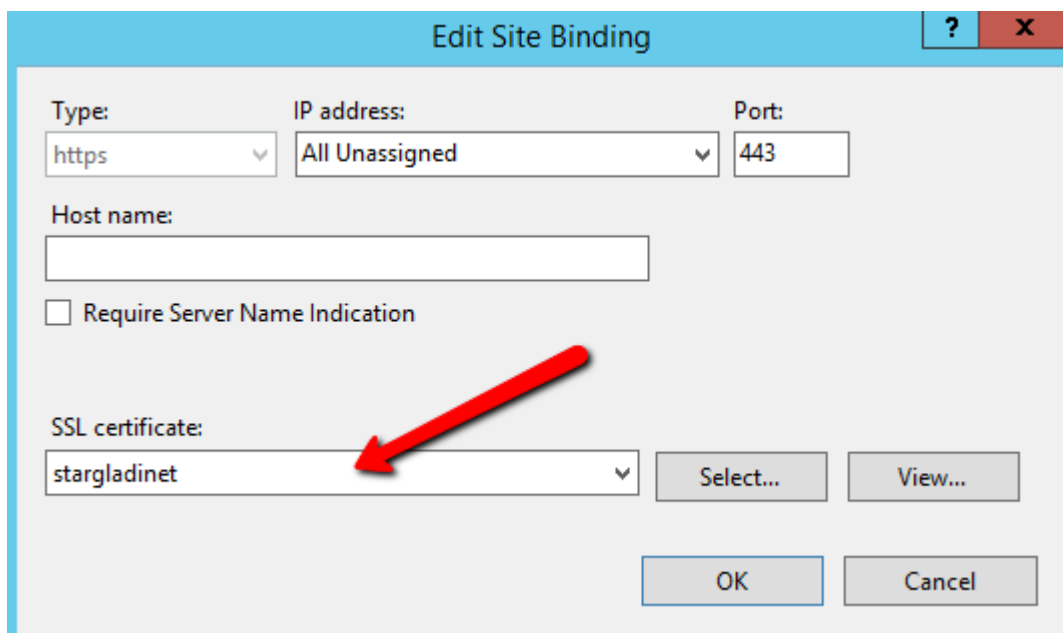 Edit Site Binding
? x
Type: IP address: Port:
https All Unassigned 443
Host name:
Require Server Name Indication
SSL certificate:
stargladinet Select... View...
OK Cancel